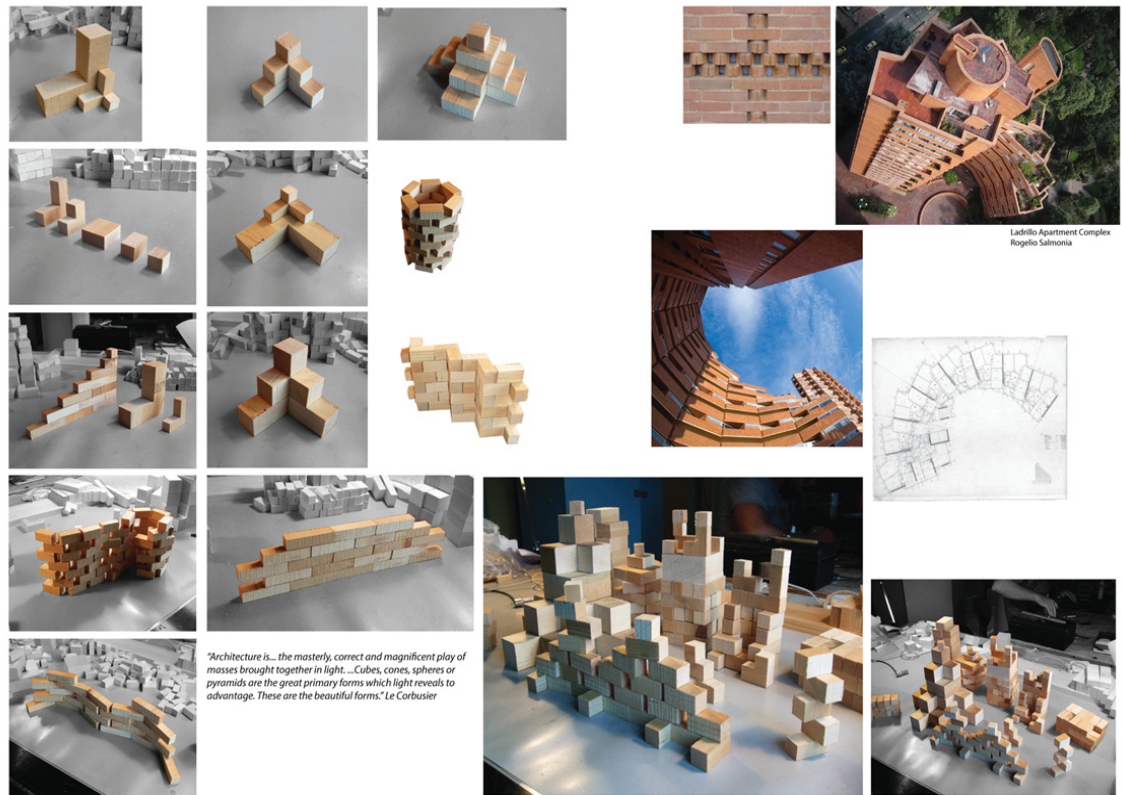 Ladrillo Apartment Complex
Rogelio Salmonia
"Architecture is... the masterly, correct and magnificent play of
masses brought together in light. ...Cubes, cones, spheres or
pyramids are the great primary forms which light reveals to
advantage. These are the beautiful forms." Le Corbusier